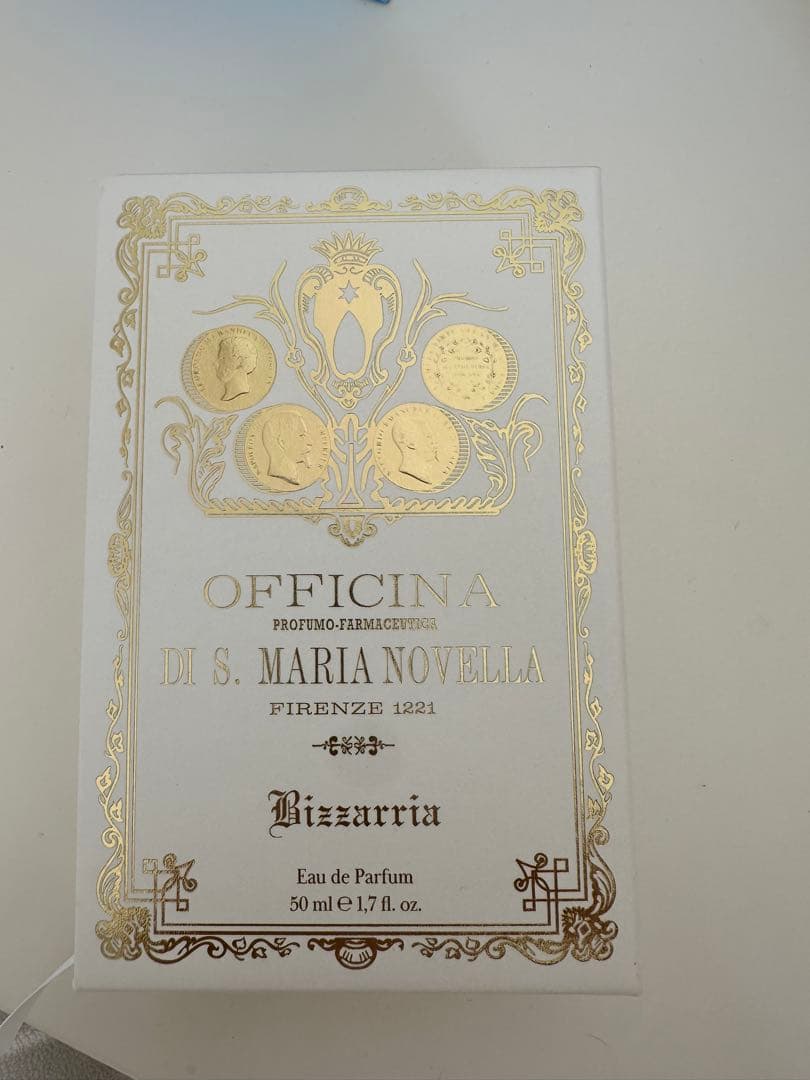 OFFICINA
PROFUMO-FARMACEUTICA
DI S. MARIA NOVELLA
FIRENZE 1221
Bizzarria
Eau de Parfum
50 ml ℮ 1,7 fl. oz.